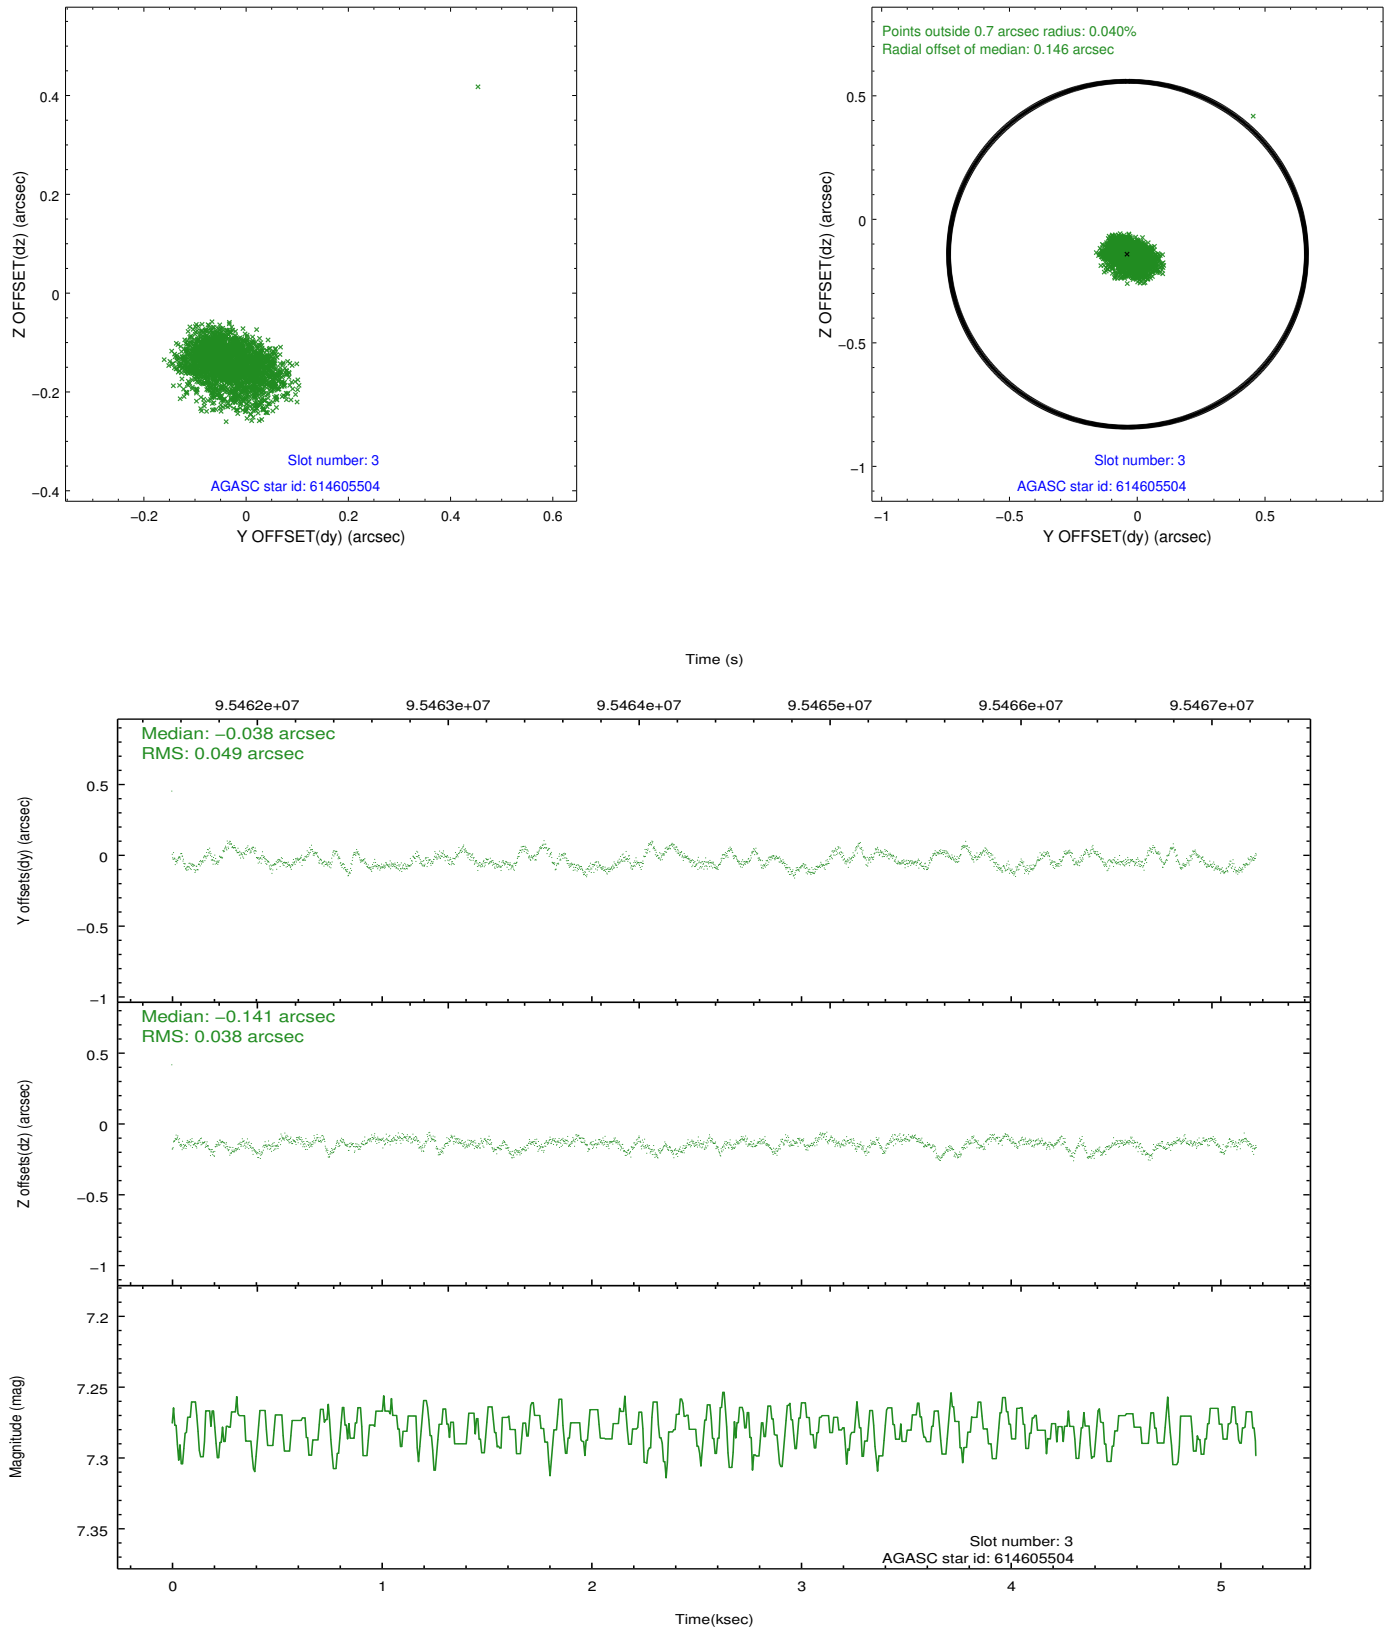 0.4
0.2
0
−0.2
−0.4
Z OFFSET(dz) (arcsec)
Slot number: 3
AGASC star id: 614605504
−0.2
0
0.2
0.4
0.6
Y OFFSET(dy) (arcsec)
Points outside 0.7 arcsec radius: 0.040%
Radial offset of median: 0.146 arcsec
0.5
0
−0.5
−1
Z OFFSET(dz) (arcsec)
Slot number: 3
AGASC star id: 614605504
−1
−0.5
0
0.5
Y OFFSET(dy) (arcsec)
Time (s)
9.5462e+07
9.5463e+07
9.5464e+07
9.5465e+07
9.5466e+07
9.5467e+07
Median: −0.038 arcsec
RMS: 0.049 arcsec
0.5
0
−0.5
−1
Y offsets(dy) (arcsec)
Median: −0.141 arcsec
RMS: 0.038 arcsec
0.5
0
−0.5
−1
Z offsets(dz) (arcsec)
7.2
7.25
7.3
7.35
Magnitude (mag)
Slot number: 3
AGASC star id: 614605504
0
1
2
3
4
5
Time(ksec)